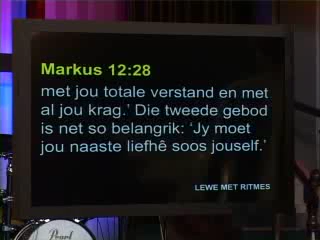 Markus 12:28
met jou totale verstand en met
al jou krag.’ Die tweede gebod
is net so belangrik: ‘Jy moet
jou naaste liefhê soos jouself.’
LEWE MET RITMES
Pearl